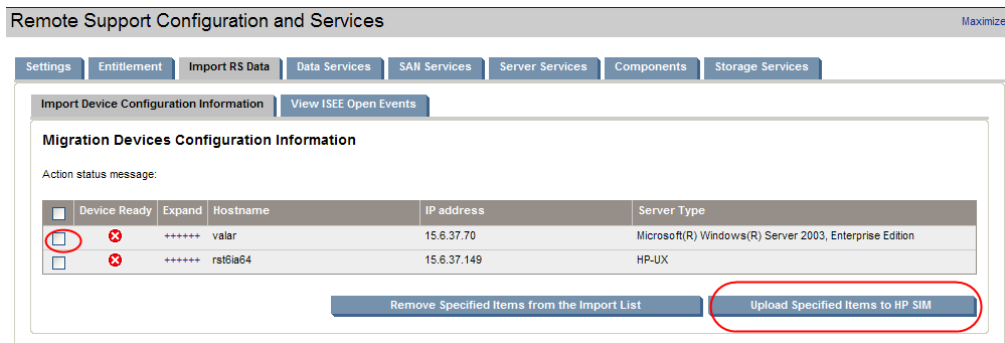 Remote Support Configuration and Services Maximize
Settings Entitlement Import RS Data Data Services SAN Services Server Services Components Storage Services
Import Device Configuration Information View ISEE Open Events
Migration Devices Configuration Information
Action status message:
Device Ready Expand Hostname IP address Server Type
++++++ valar 15.6.37.70 Microsoft(R) Windows(R) Server 2003, Enterprise Edition
++++++ rst6ia64 15.6.37.149 HP-UX
Remove Specified Items from the Import List Upload Specified Items to HP SIM